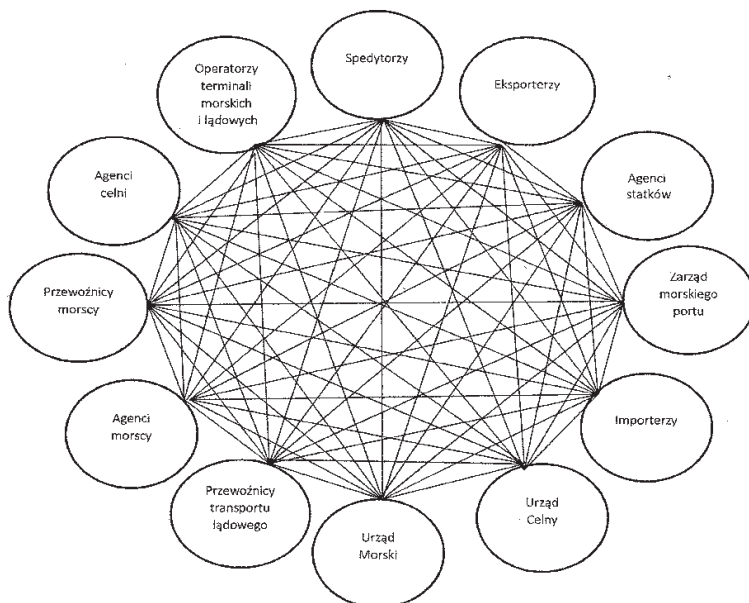 Spedytorzy
Operatorzy
terminali
morskich
i lądowych
Eksporterzy
Agenci
celni
Agenci
statków
Przewoźnicy
morscy
Zarząd
morskiego
portu
Agenci
morscy
Importerzy
Przewoźnicy
transportu
lądowego
Urząd
Morski
Urząd
Celny